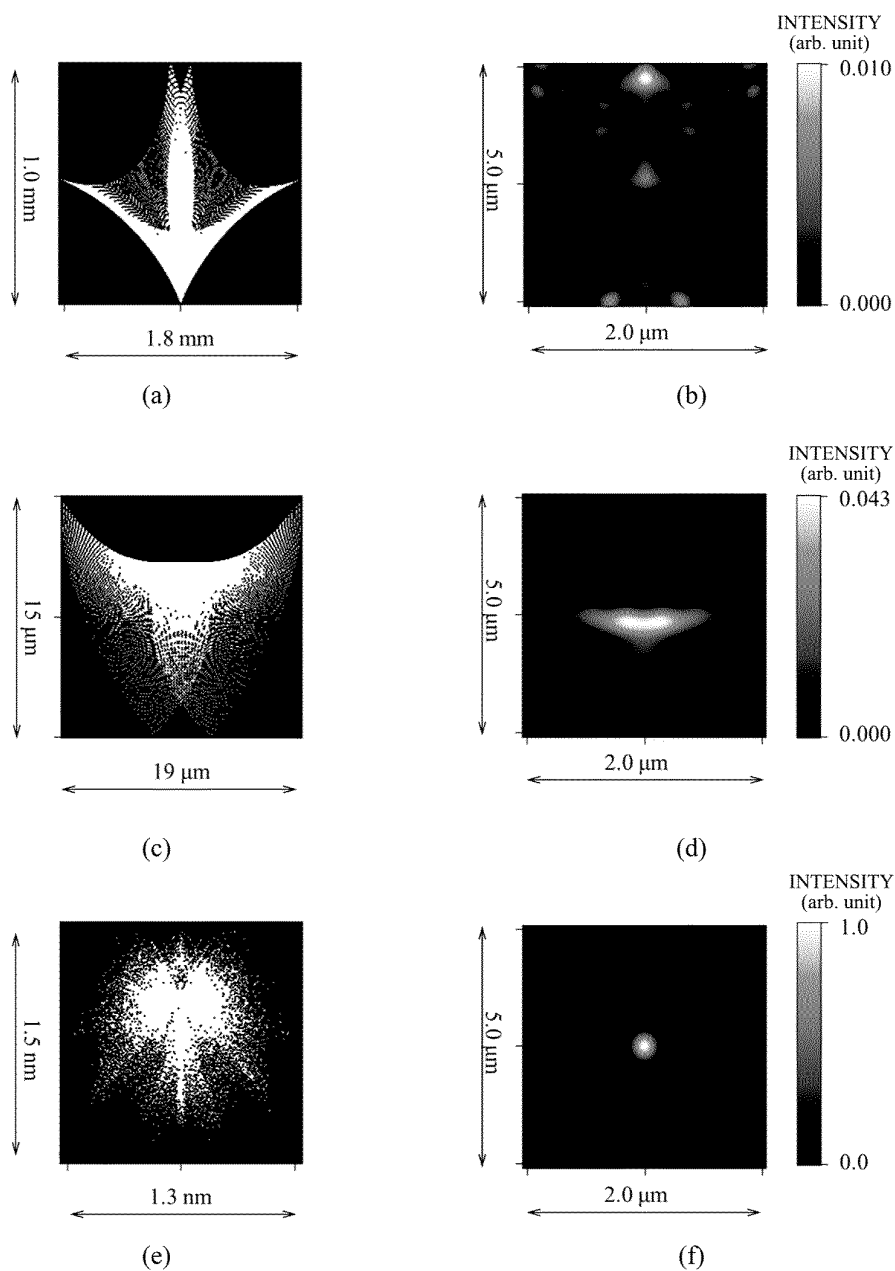 INTENSITY
(arb. unit)
0.010
1.0 mm
5.0 μm
0.000
1.8 mm
2.0 μm
(a)
(b)
INTENSITY
(arb. unit)
0.043
15 μm
5.0 μm
0.000
19 μm
2.0 μm
(c)
(d)
INTENSITY
(arb. unit)
1.0
1.5 nm
5.0 μm
0.0
1.3 nm
2.0 μm
(e)
(f)